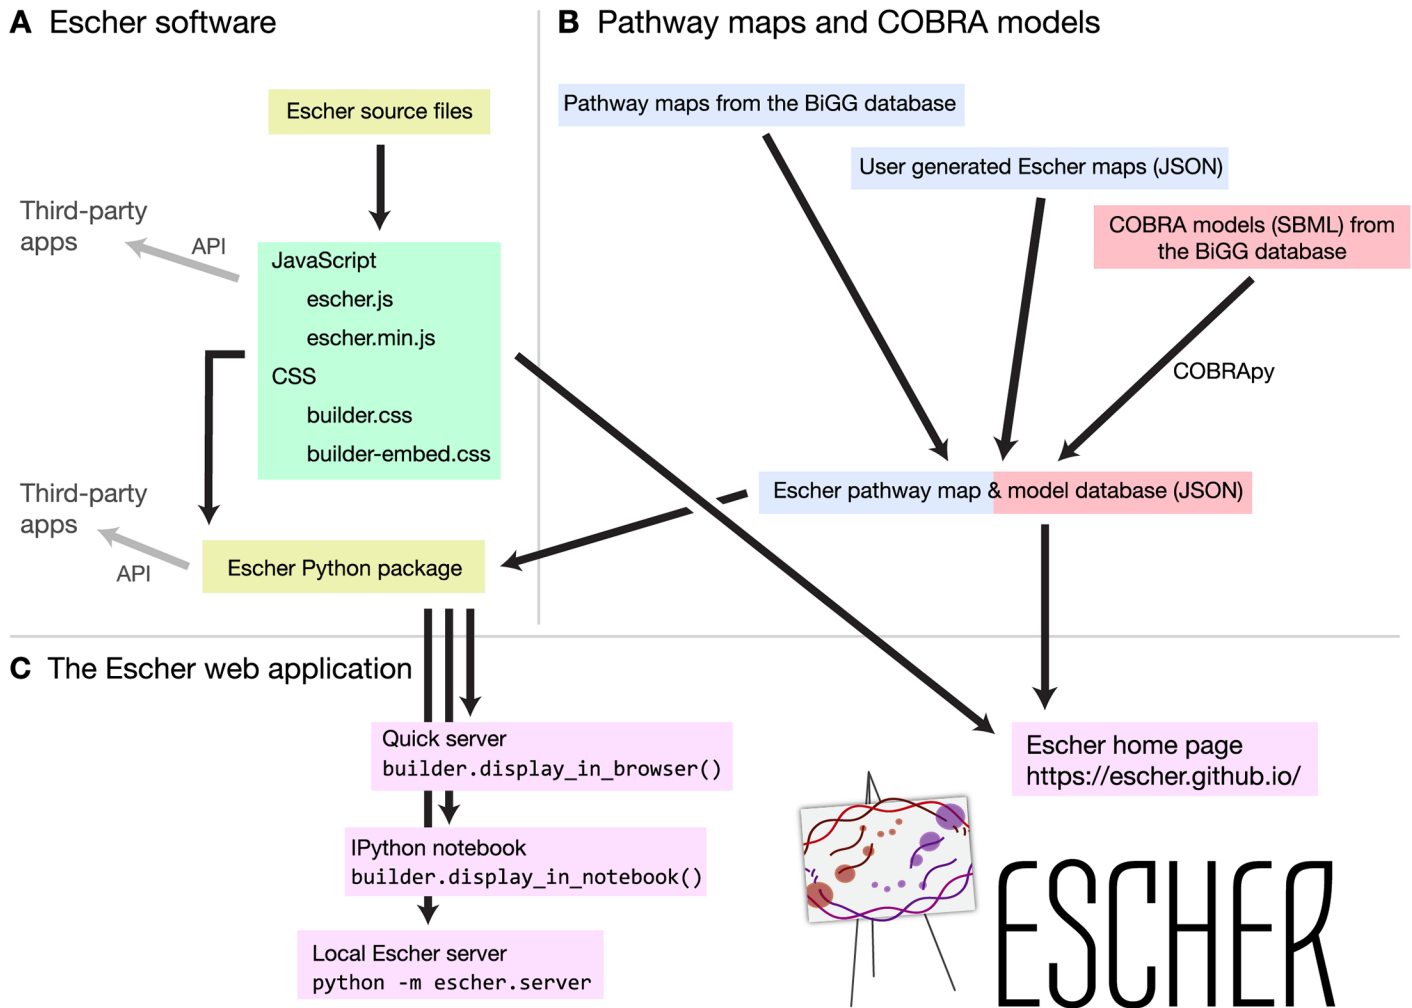 A Escher software
Escher source files
Third-party
apps
API
JavaScript
escher.js
escher.min.js
CSS
builder.css
builder-embed.css
Third-party
apps
API
Escher Python package
B Pathway maps and COBRA models
Pathway maps from the BiGG database
User generated Escher maps (JSON)
COBRA models (SBML) from
the BiGG database
COBRApy
Escher pathway map & model database (JSON)
C The Escher web application
Quick server
builder.display_in_browser()
IPython notebook
builder.display_in_notebook()
Local Escher server
python -m escher.server
Escher home page
https://escher.github.io/
ESCHER